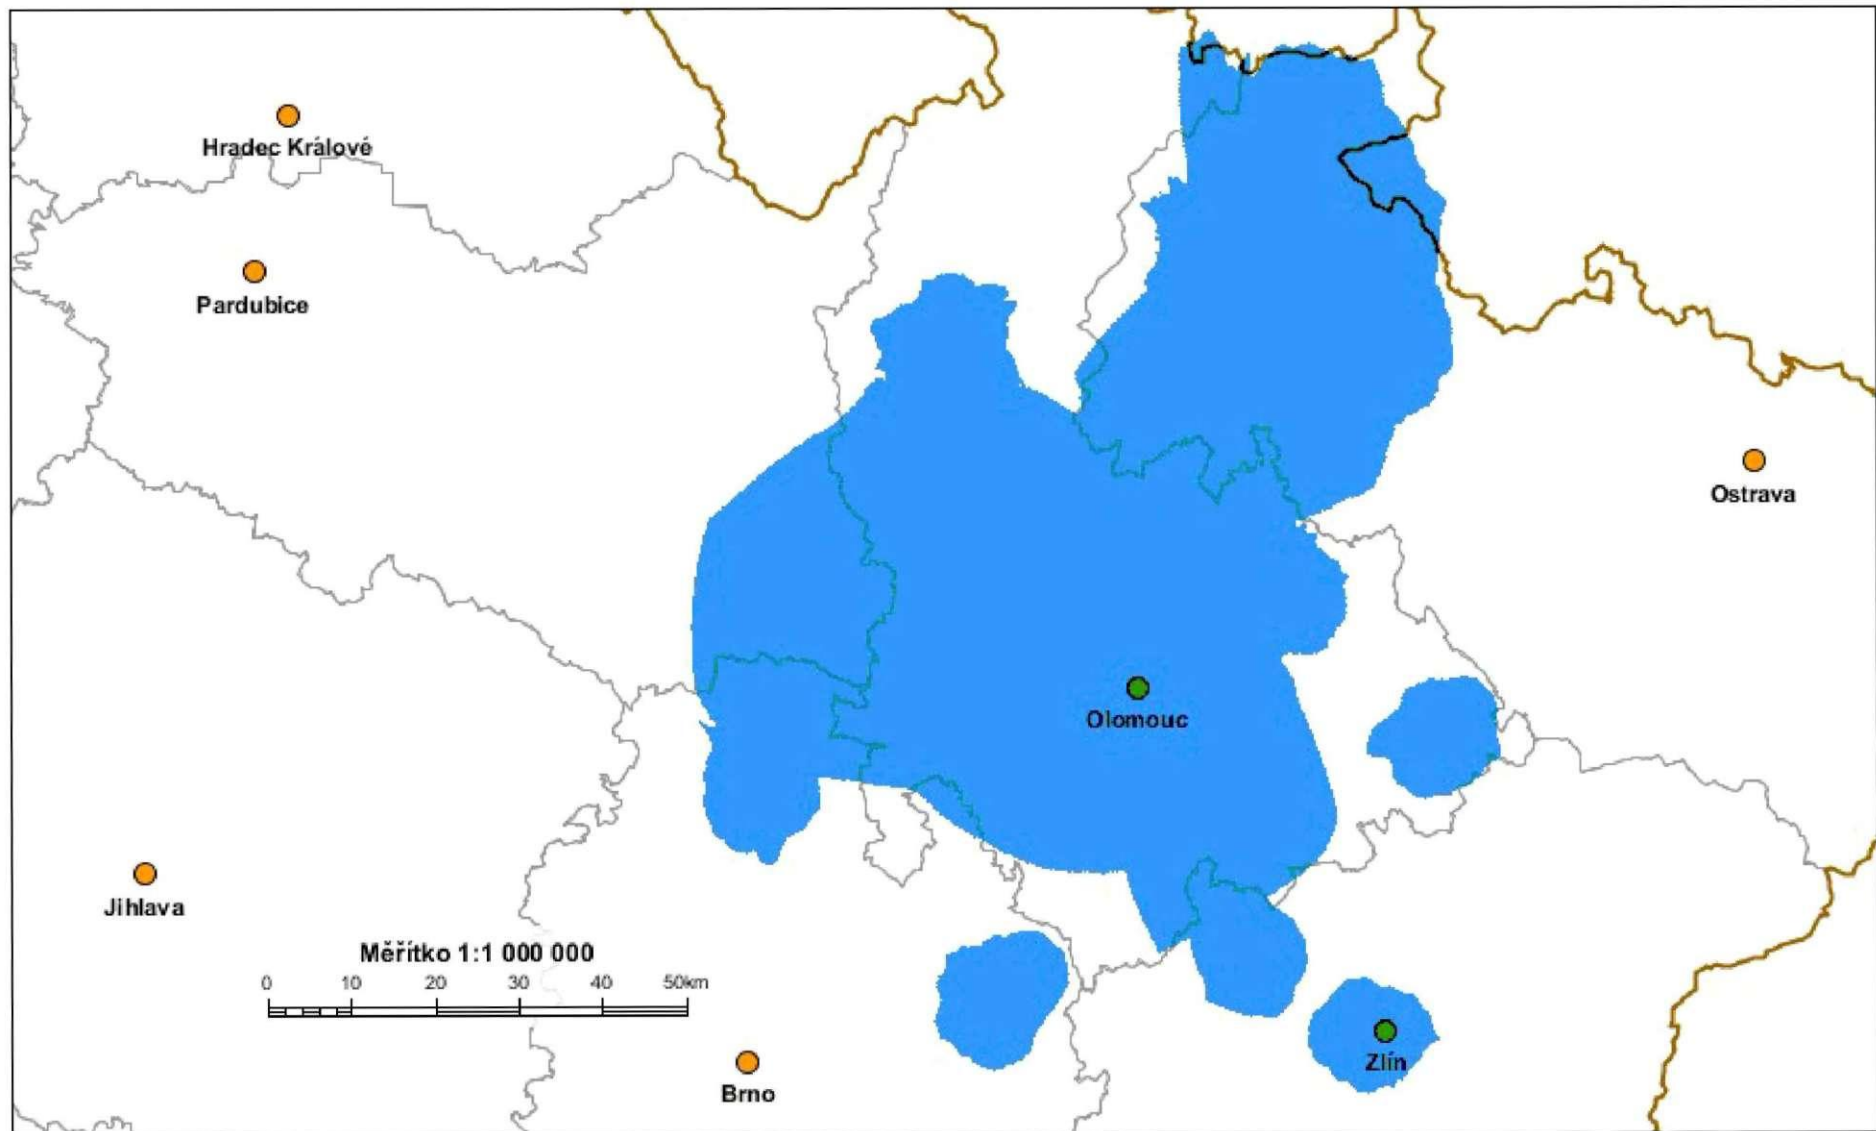 Hradec Králové
Pardubice
Ostrava
Olomouc
Jihlava
Měřítko 1:1 000 000
0 10 20 30 40 50km
Zlín
Brno